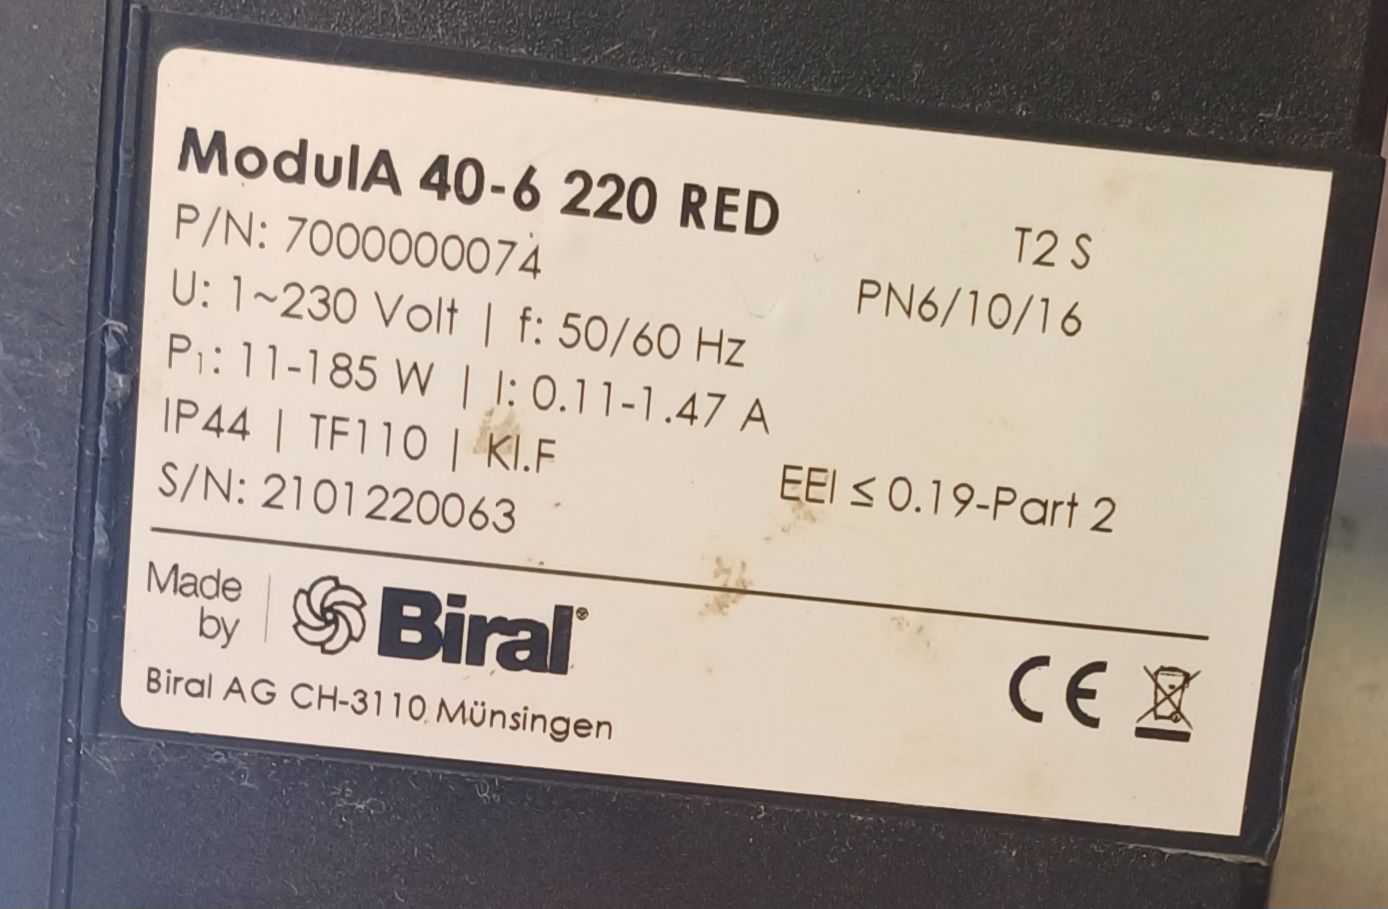 ModulA 40-6 220 RED
P/N: 7000000074
T2 S
U: 1~230 Volt | f: 50/60 Hz
PN6/10/16
P₁: 11-185 W | I: 0.11-1.47 A
IP44 | TF110 | Kl.F
EEI ≤ 0.19-Part 2
S/N: 2101220063
Made
by
Biral®
Biral AG CH-3110 Münsingen
CE